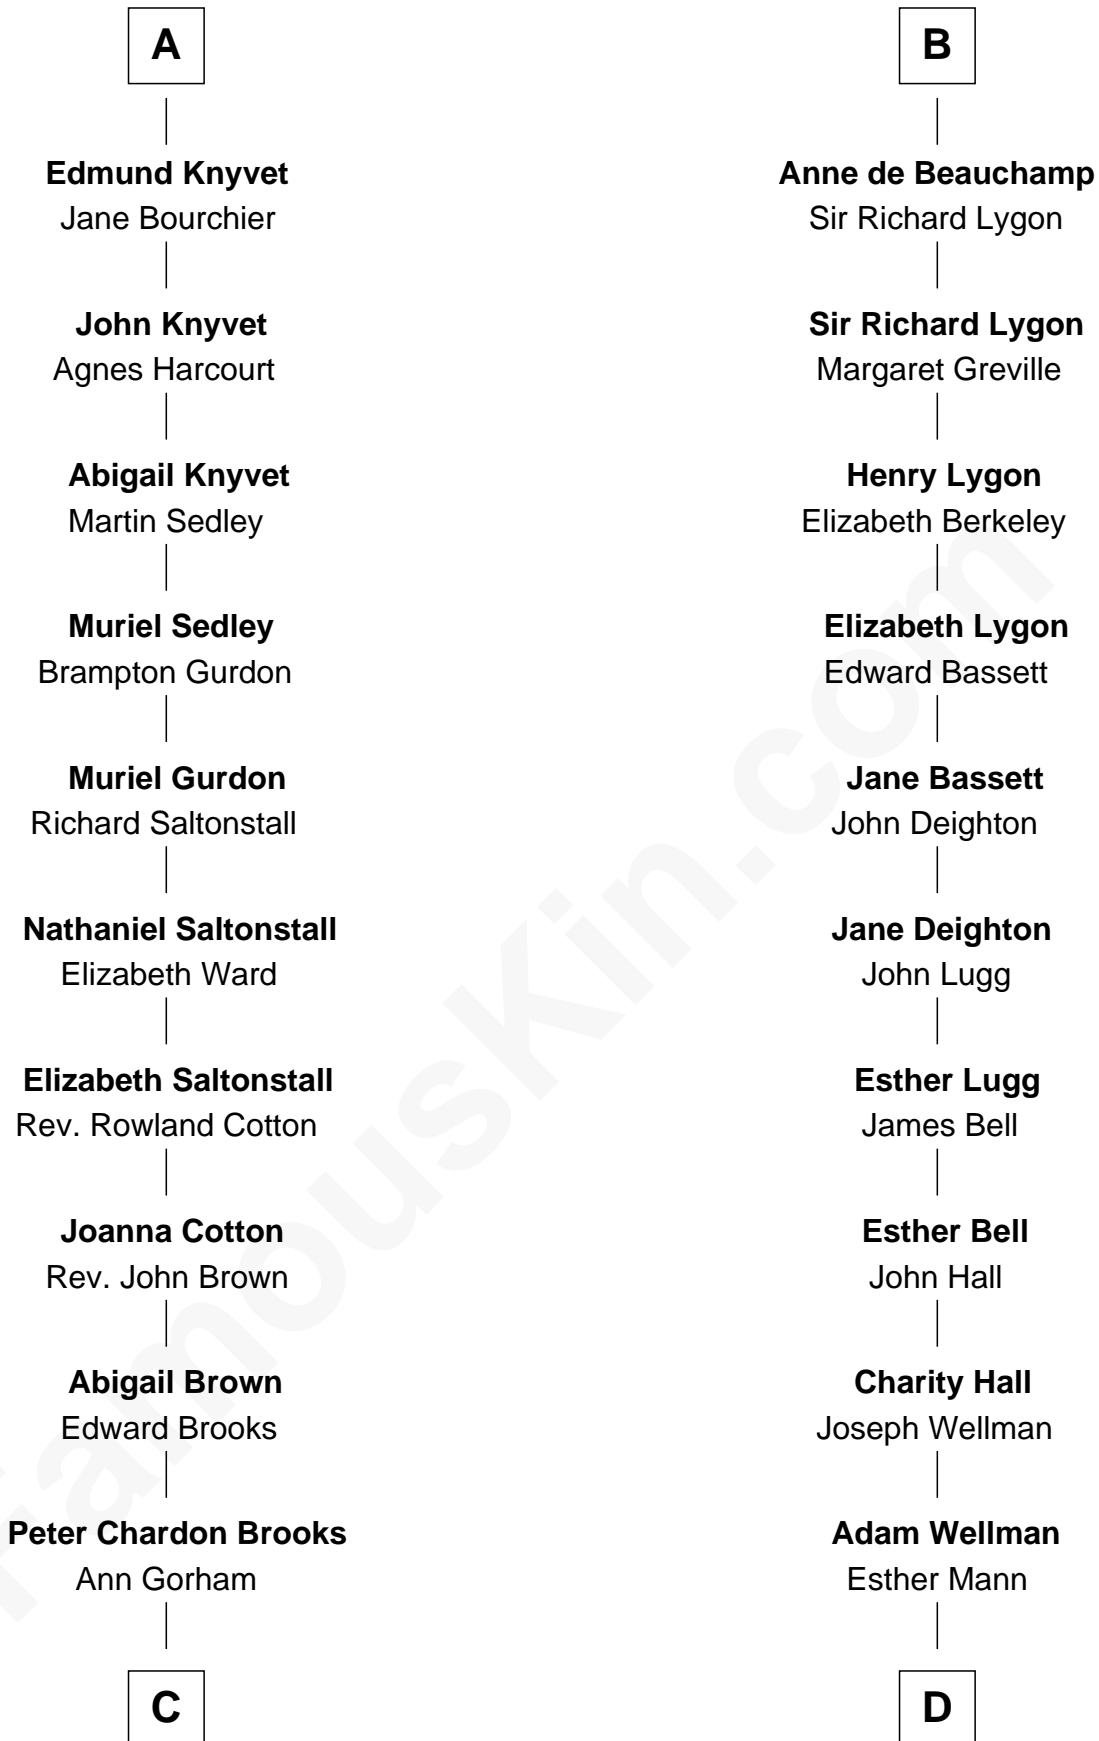 A
Edmund Knyvet
Jane Bourchier
John Knyvet
Agnes Harcourt
Abigail Knyvet
Martin Sedley
Muriel Sedley
Brampton Gurdon
Muriel Gurdon
Richard Saltonstall
Nathaniel Saltonstall
Elizabeth Ward
Elizabeth Saltonstall
Rev. Rowland Cotton
Joanna Cotton
Rev. John Brown
Abigail Brown
Edward Brooks
Peter Chardon Brooks
Ann Gorham
C
B
Anne de Beauchamp
Sir Richard Lygon
Sir Richard Lygon
Margaret Greville
Henry Lygon
Elizabeth Berkeley
Elizabeth Lygon
Edward Bassett
Jane Bassett
John Deighton
Jane Deighton
John Lugg
Esther Lugg
James Bell
Esther Bell
John Hall
Charity Hall
Joseph Wellman
Adam Wellman
Esther Mann
D
FamousKin.com